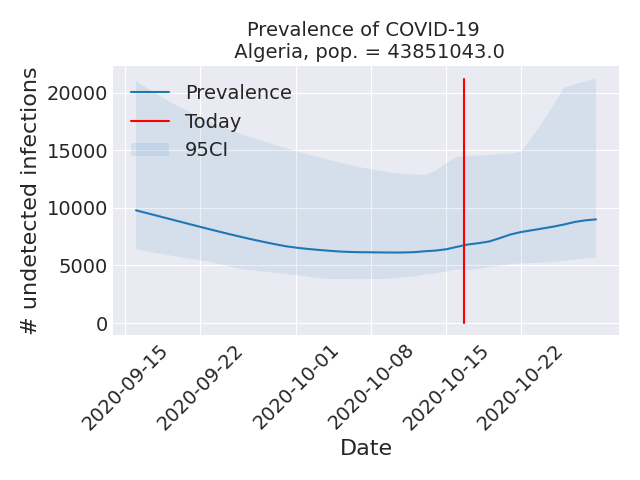 Prevalence of COVID-19
Algeria, pop. = 43851043.0
# undetected infections
20000
15000
10000
5000
0
Prevalence
Today
95CI
2020-09-15
2020-09-22
2020-10-01
2020-10-08
2020-10-15
2020-10-22
Date